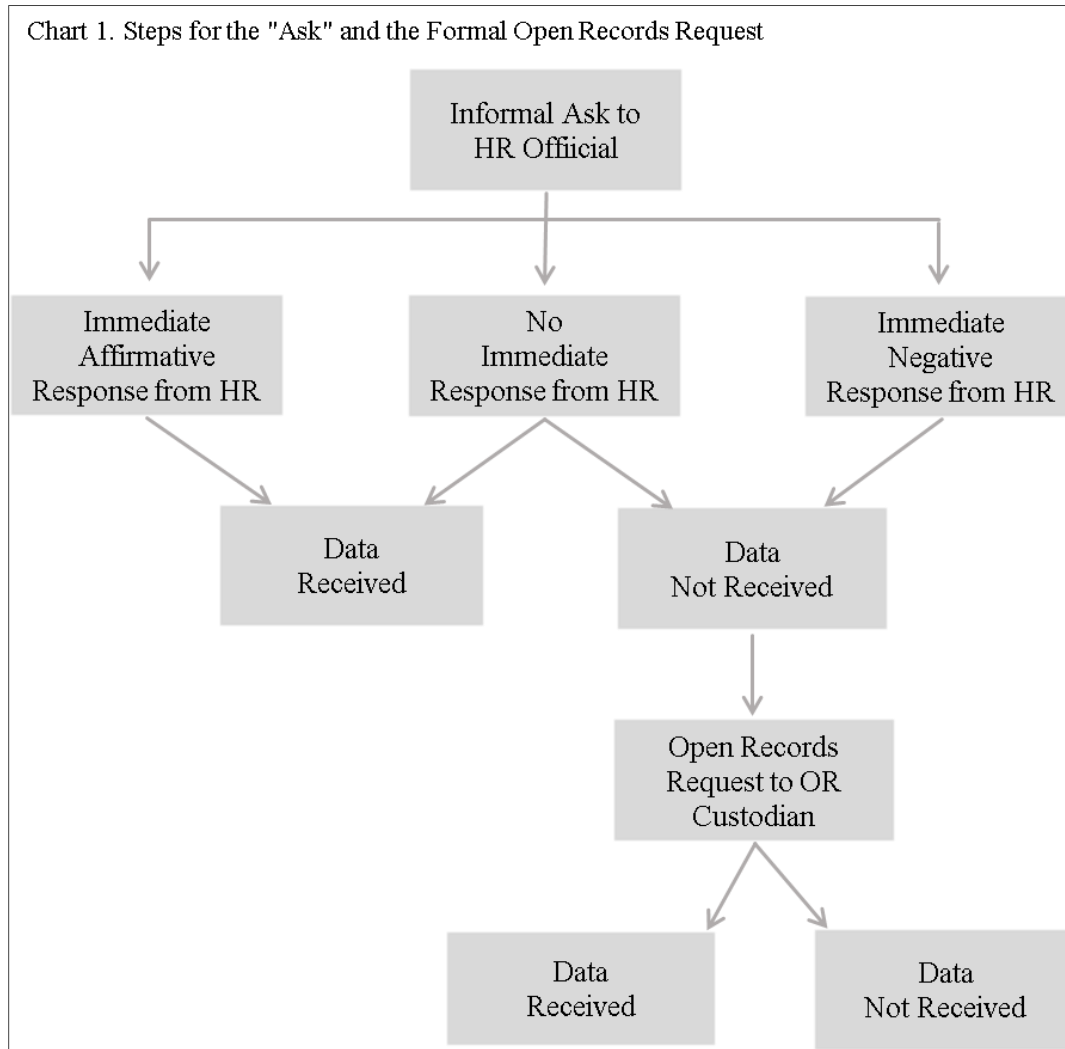 Chart 1. Steps for the "Ask" and the Formal Open Records Request
Informal Ask to
HR Offiicial
Immediate
Affirmative
Response from HR
No
Immediate
Response from HR
Immediate
Negative
Response from HR
Data
Received
Data
Not Received
Open Records
Request to OR
Custodian
Data
Received
Data
Not Received